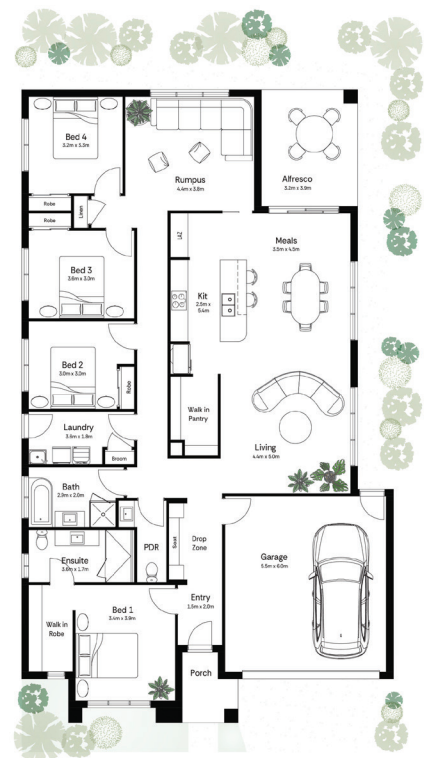 Bed 4
3.2m x 3.3m
Rumpus
4.4m x 3.8m
Alfresco
3.2m x 3.9m
Robe
Linen
Robe
L/Z
Meals
3.5m x 4.5m
Bed 3
3.6m x 3.0m
Kit
2.5m x
5.4m
Bed 2
3.0m x 3.0m
Robe
Walk in
Pantry
Laundry
3.6m x 1.8m
Broom
Living
4.4m x 5.0m
Bath
2.9m x 2.0m
PDR
Seat
Drop
Zone
Ensuite
3.6m x 1.7m
Garage
5.5m x 6.0m
Bed 1
3.4m x 3.9m
Entry
1.5m x 2.0m
Walk in
Robe
Porch